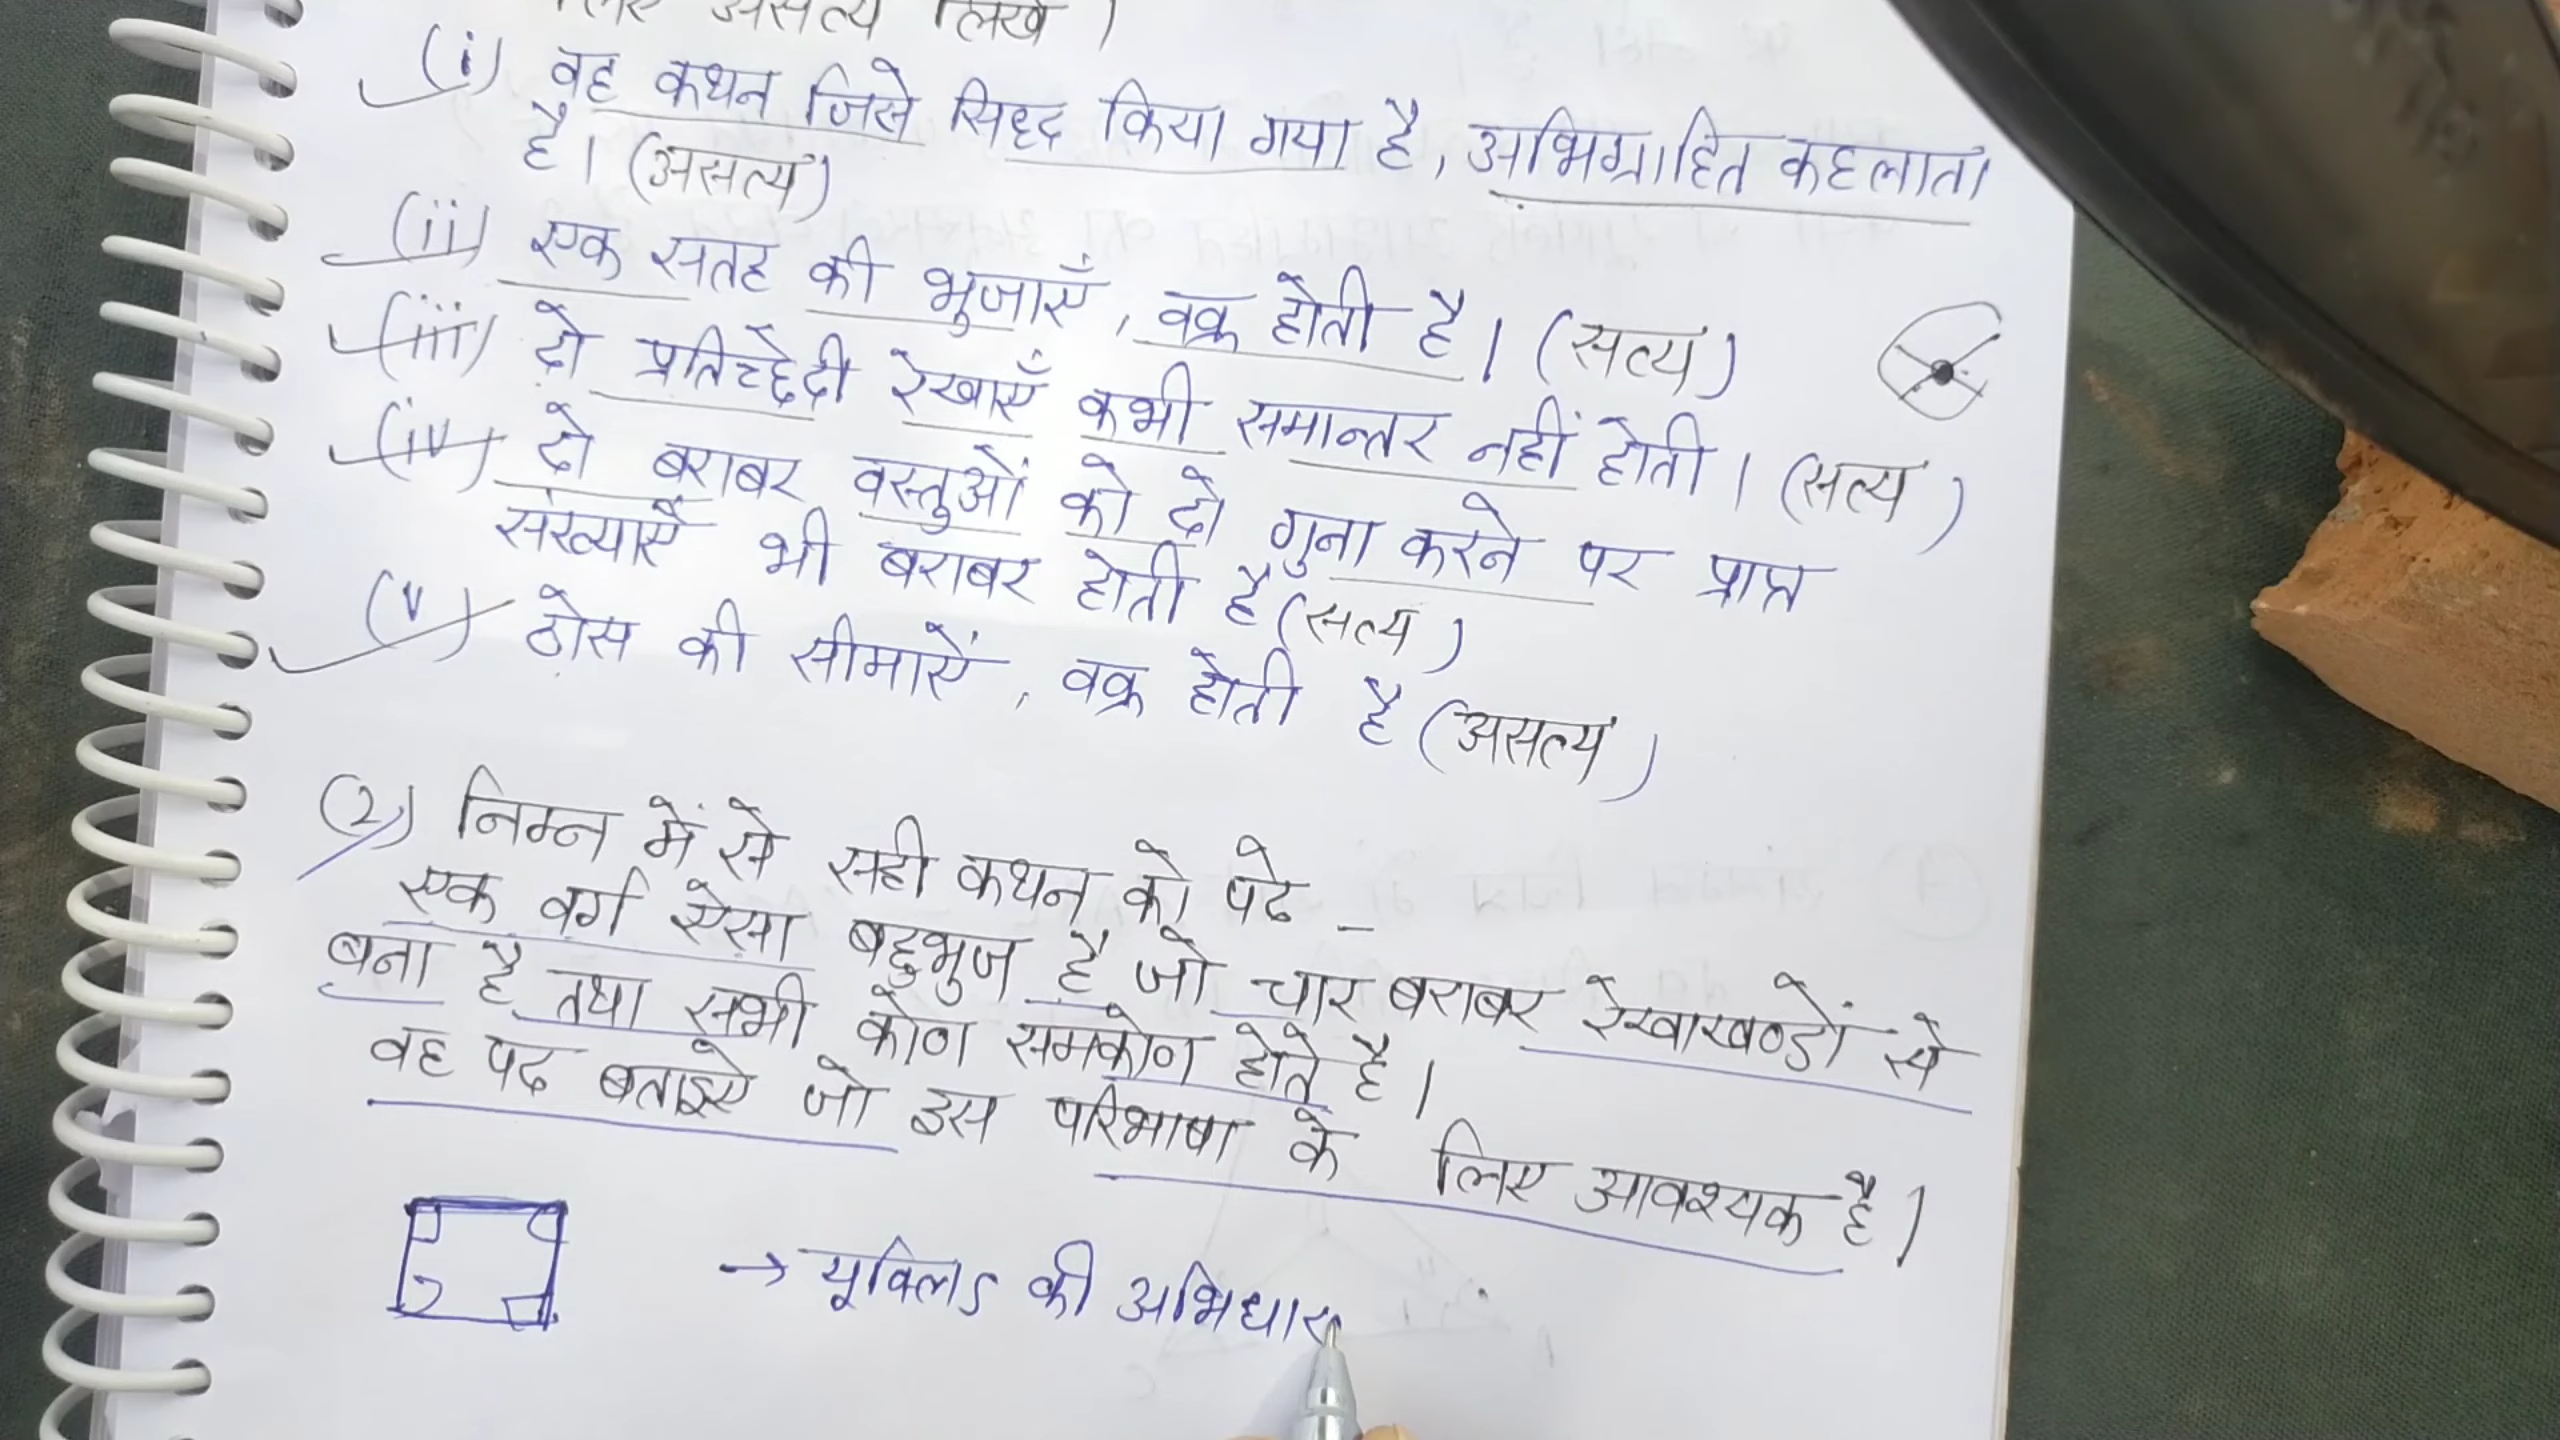 लिए असत्य लिखे।
(i) वह कथन जिसे सिध्द किया गया है, अभिग्राहित कहलाता
है। (असत्य)
(ii) एक सतह की भुजाएँ, वक्र होती है। (सत्य)
(iii) दो प्रतिच्छेदी रेखाएँ कभी समान्तर नहीं होती। (सत्य)
(iv) दो बराबर वस्तुओं को दो गुना करने पर प्राप्त
संख्याएँ भी बराबर होती है (सत्य)
(v) ठोस की सीमाएें, वक्र होती है (असत्य)
(2) निम्न में से सही कथन को पढे –
एक वर्ग ऐसा बहुभुज है जो चार बराबर रेखाखण्डों से
बना है तथा सभी कोण समकोण होते है।
वह पद बताइए जो इस परिभाषा के लिए आवश्यक है।
→ यूक्लिड की अभिधार